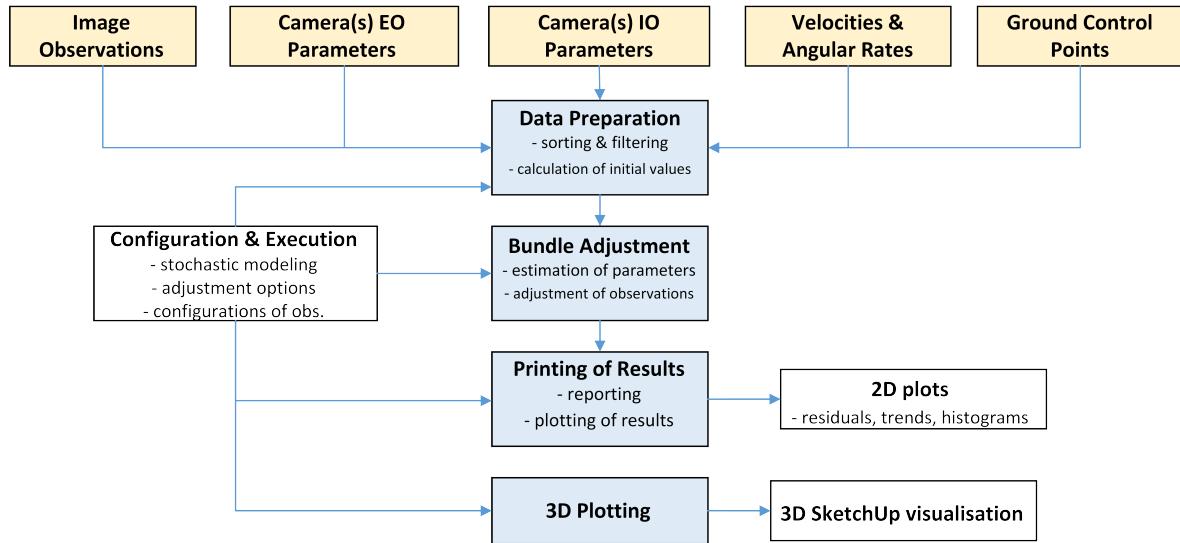 Image
Observations
Camera(s) EO
Parameters
Camera(s) IO
Parameters
Velocities &
Angular Rates
Ground Control
Points
Data Preparation
- sorting & filtering
- calculation of initial values
Configuration & Execution
- stochastic modeling
- adjustment options
- configurations of obs.
Bundle Adjustment
- estimation of parameters
- adjustment of observations
Printing of Results
- reporting
- plotting of results
2D plots
- residuals, trends, histograms
3D Plotting
3D SketchUp visualisation